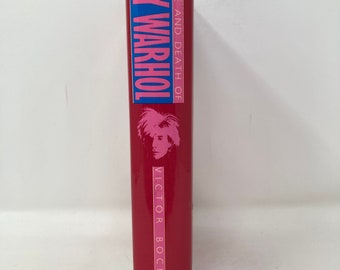 AND DEATH OF
Y WARHOL
VICTOR BOC